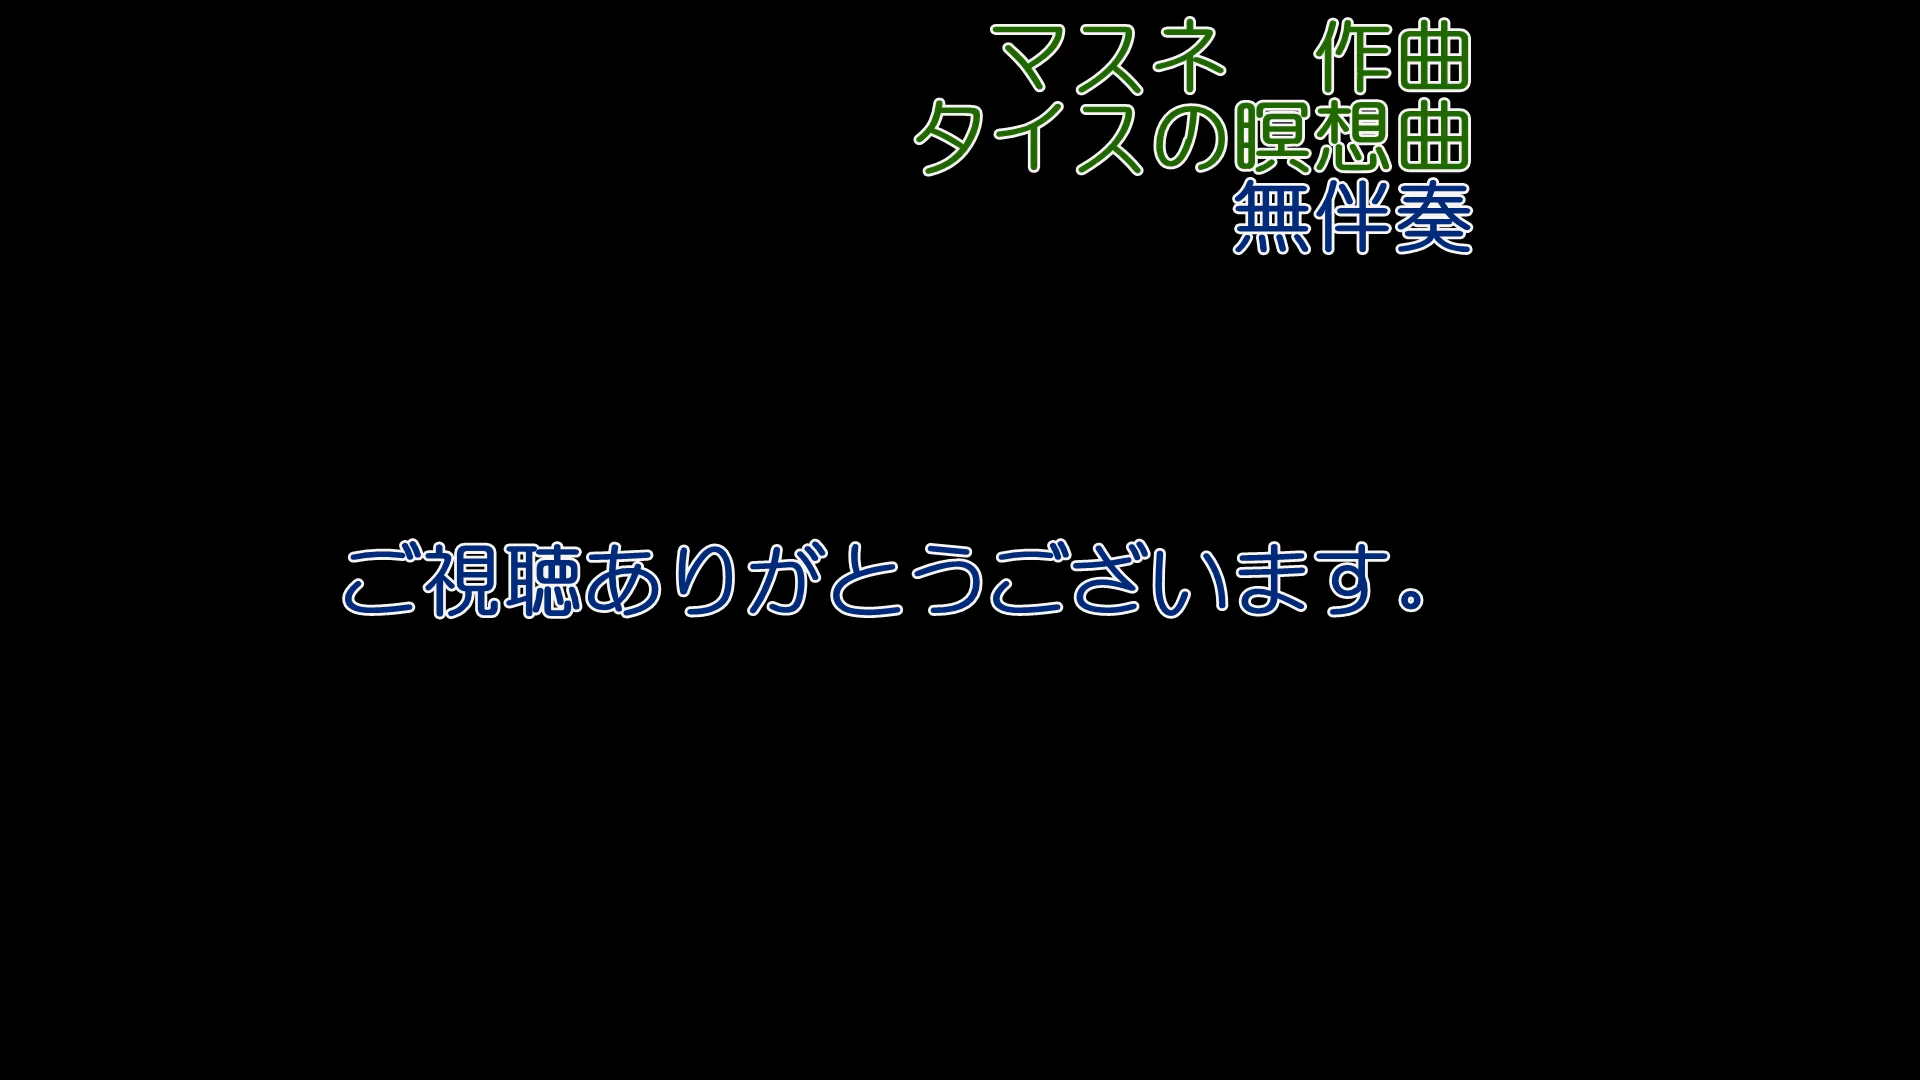 マスネ　作曲
タイスの瞑想曲
無伴奏
ご視聴ありがとうございます。